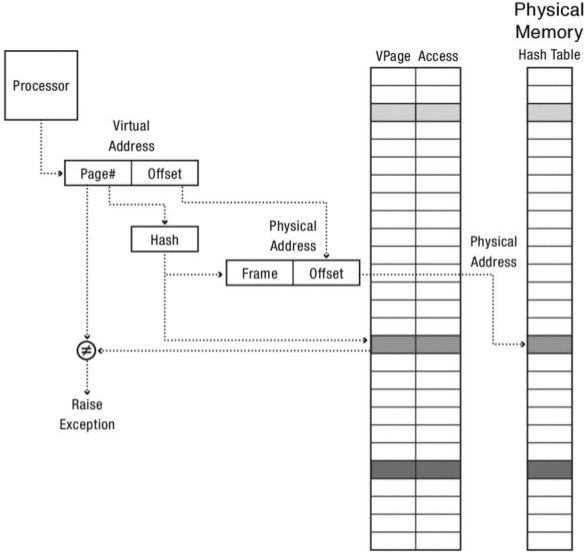 Physical
Memory
VPage Access
Hash Table
Processor
Virtual
Address
Page#
Offset
Hash
Physical
Address
Physical
Address
Frame
Offset
≠
Raise
Exception